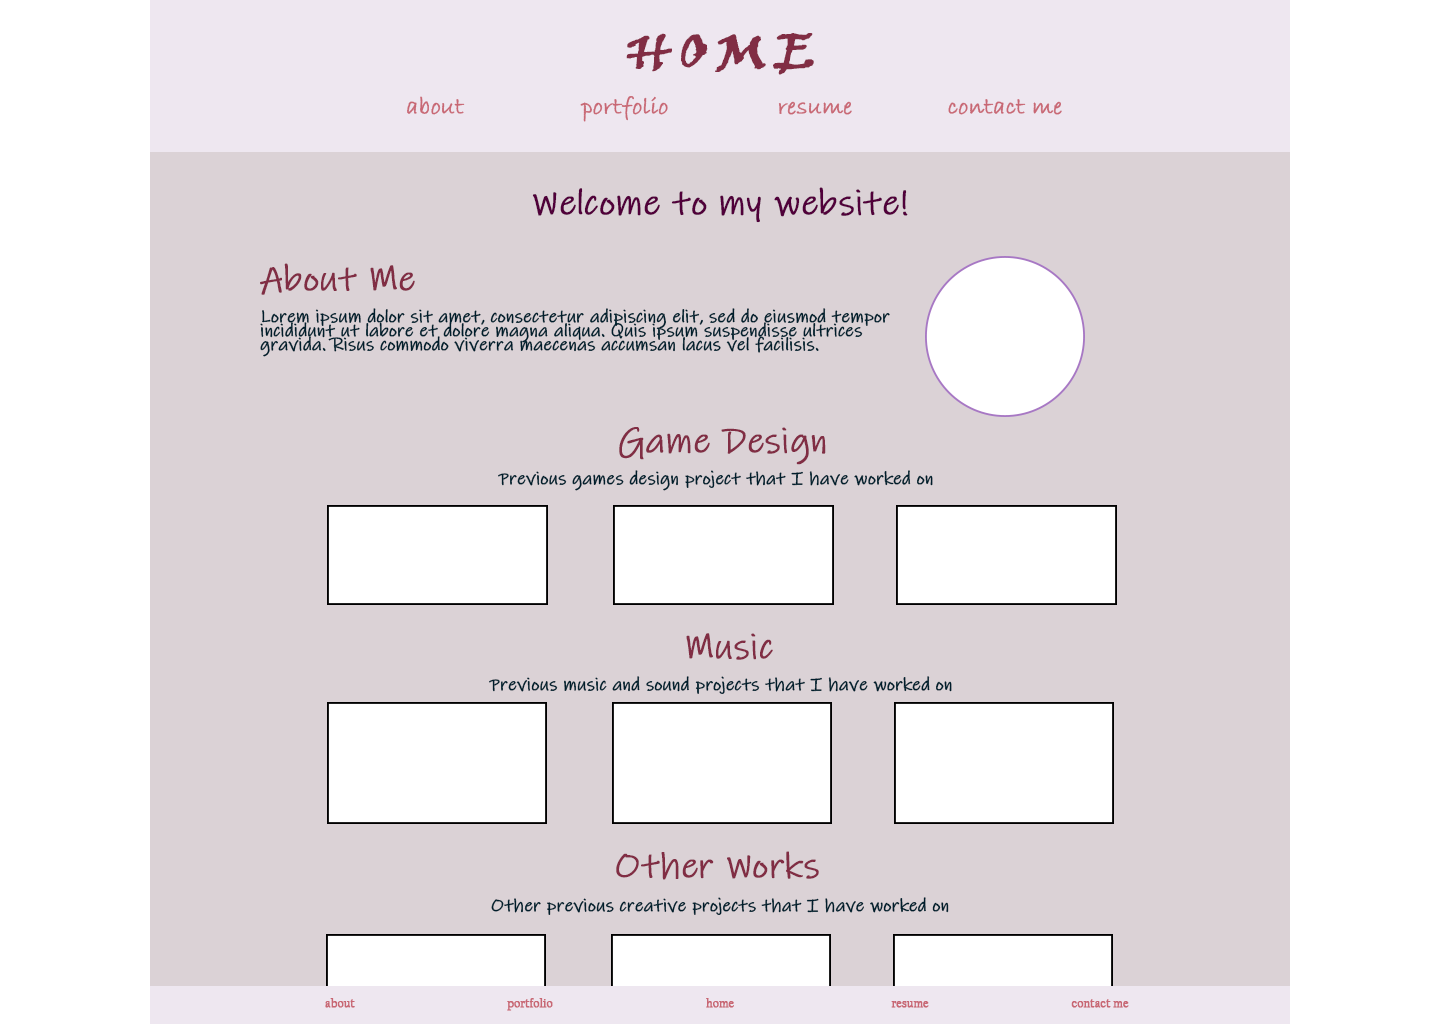 HOME
about portfolio resume contact me
Welcome to my website!
About Me
Lorem ipsum dolor sit amet, consectetur adipiscing elit, sed do eiusmod tempor
incididunt ut labore et dolore magna aliqua. Quis ipsum suspendisse ultrices
gravida. Risus commodo viverra maecenas accumsan lacus vel facilisis.
Game Design
Previous games design project that I have worked on
Music
Previous music and sound projects that I have worked on
Other Works
Other previous creative projects that I have worked on
about portfolio home resume contact me